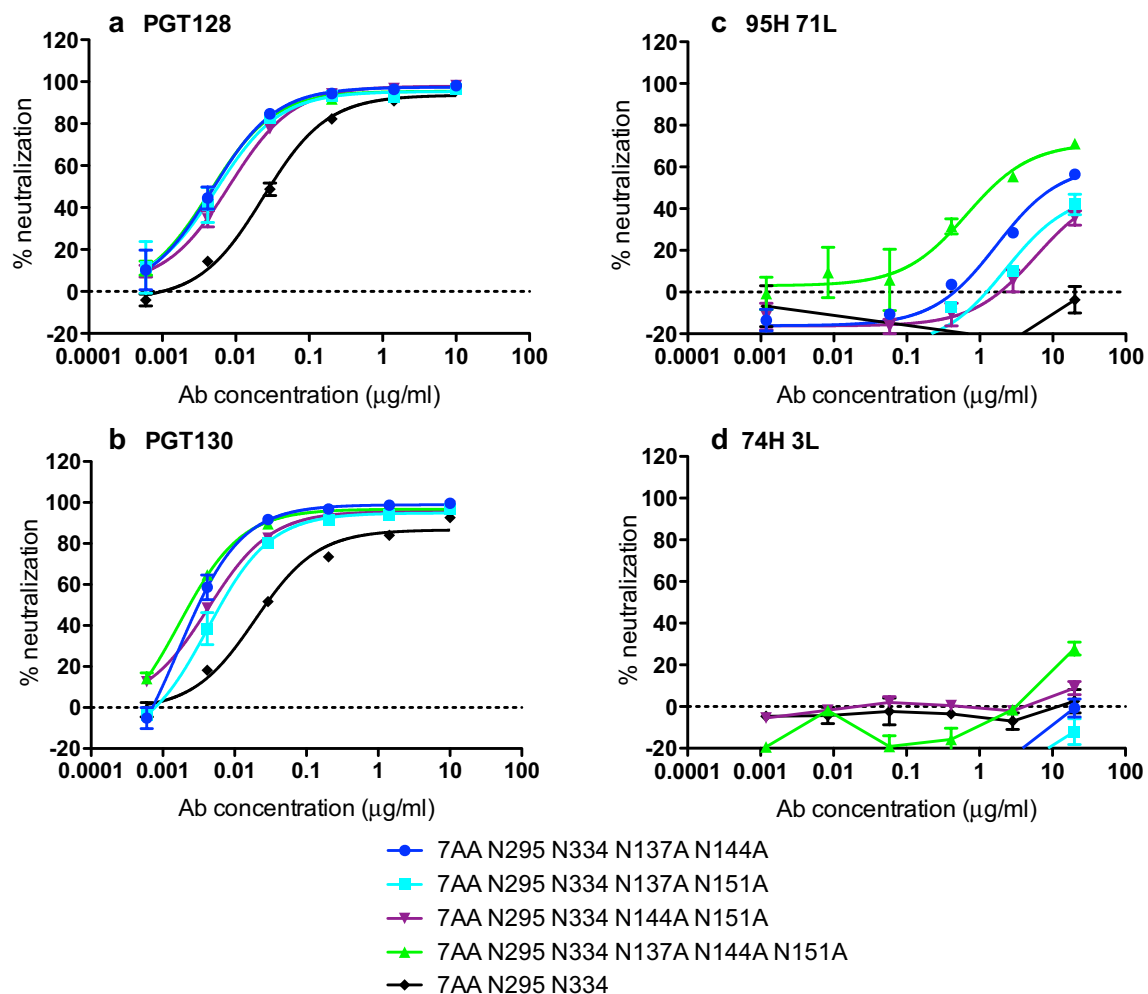 a PGT128
120
100
80
60
40
20
0
-20
% neutralization
0.0001 0.001 0.01 0.1 1 10 100
Ab concentration (μg/ml)
c 95H 71L
120
100
80
60
40
20
0
-20
% neutralization
0.0001 0.001 0.01 0.1 1 10 100
Ab concentration (μg/ml)
b PGT130
120
100
80
60
40
20
0
-20
% neutralization
0.0001 0.001 0.01 0.1 1 10 100
Ab concentration (μg/ml)
d 74H 3L
120
100
80
60
40
20
0
-20
% neutralization
0.0001 0.001 0.01 0.1 1 10 100
Ab concentration (μg/ml)
7AA N295 N334 N137A N144A
7AA N295 N334 N137A N151A
7AA N295 N334 N144A N151A
7AA N295 N334 N137A N144A N151A
7AA N295 N334